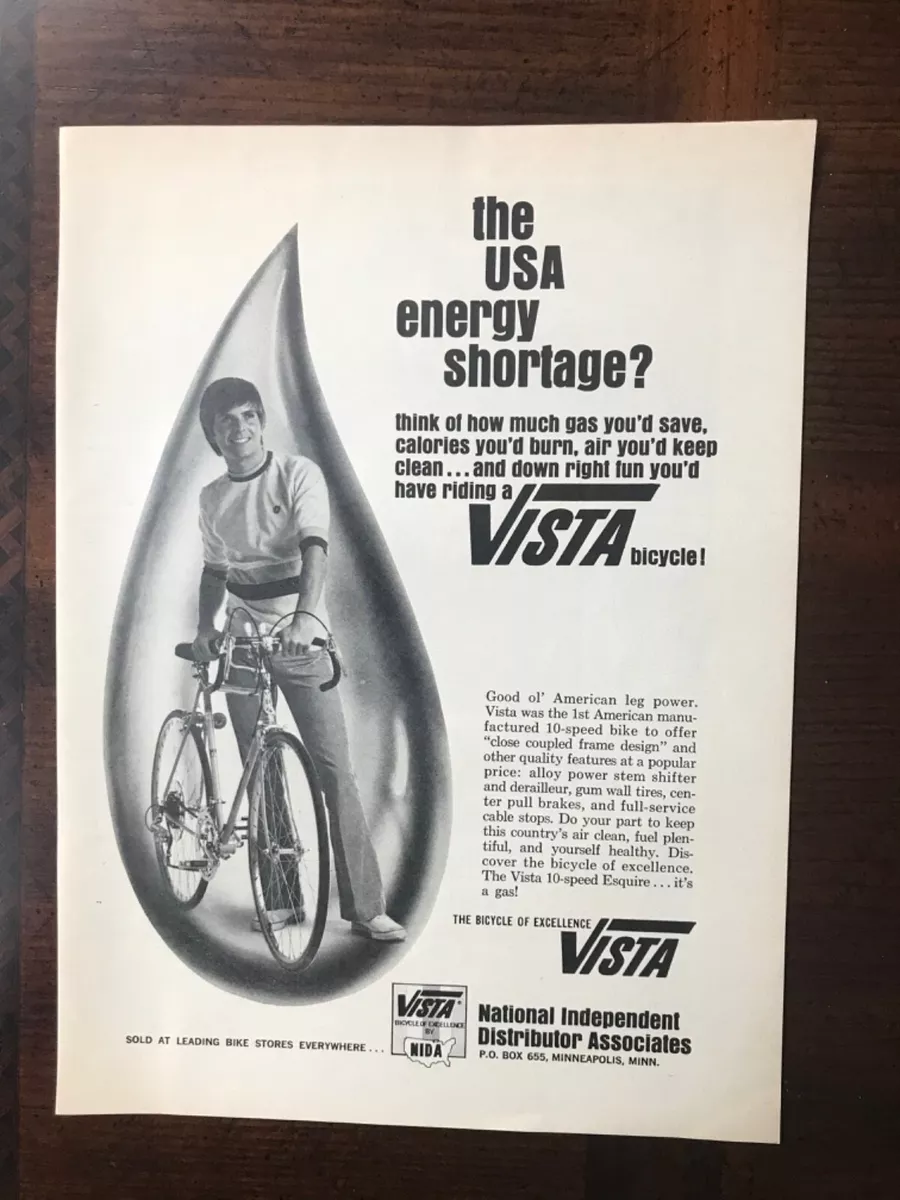 the
USA
energy
shortage?
think of how much gas you'd save,
calories you'd burn, air you'd keep
clean...and down right fun you'd
have riding a
VISTA bicycle!
Good ol' American leg power.
Vista was the 1st American manu-
factured 10-speed bike to offer
"close coupled frame design" and
other quality features at a popular
price: alloy power stem shifter
and derailleur, gum wall tires, cen-
ter pull brakes, and full-service
cable stops. Do your part to keep
this country's air clean, fuel plen-
tiful, and yourself healthy. Dis-
cover the bicycle of excellence.
The Vista 10-speed Esquire...it's
a gas!
THE BICYCLE OF EXCELLENCE
VISTA
SOLD AT LEADING BIKE STORES EVERYWHERE...
VISTA®
BICYCLE OF EXCELLENCE
BY
NIDA
National Independent
Distributor Associates
P.O. BOX 655, MINNEAPOLIS, MINN.